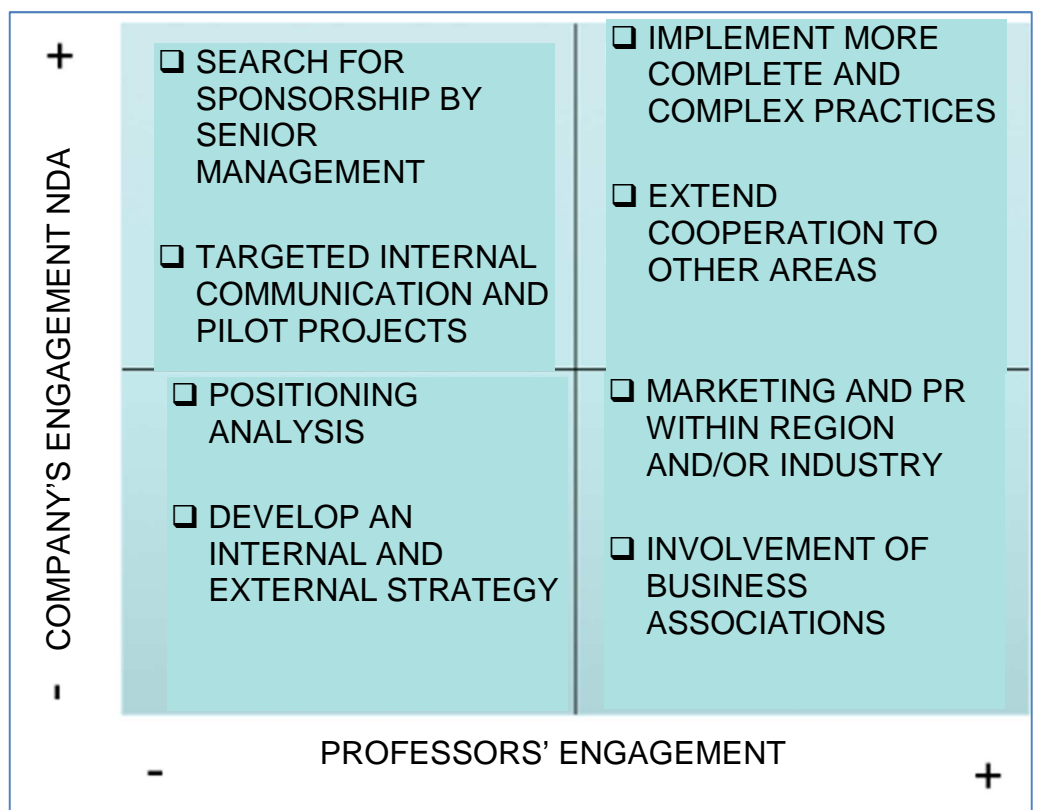 +
COMPANY'S ENGAGEMENT NDA
-
❑ SEARCH FOR
SPONSORSHIP BY
SENIOR
MANAGEMENT
❑ TARGETED INTERNAL
COMMUNICATION AND
PILOT PROJECTS
❑ IMPLEMENT MORE
COMPLETE AND
COMPLEX PRACTICES
❑ EXTEND
COOPERATION TO
OTHER AREAS
❑ POSITIONING
ANALYSIS
❑ DEVELOP AN
INTERNAL AND
EXTERNAL STRATEGY
❑ MARKETING AND PR
WITHIN REGION
AND/OR INDUSTRY
❑ INVOLVEMENT OF
BUSINESS
ASSOCIATIONS
PROFESSORS' ENGAGEMENT
-
+